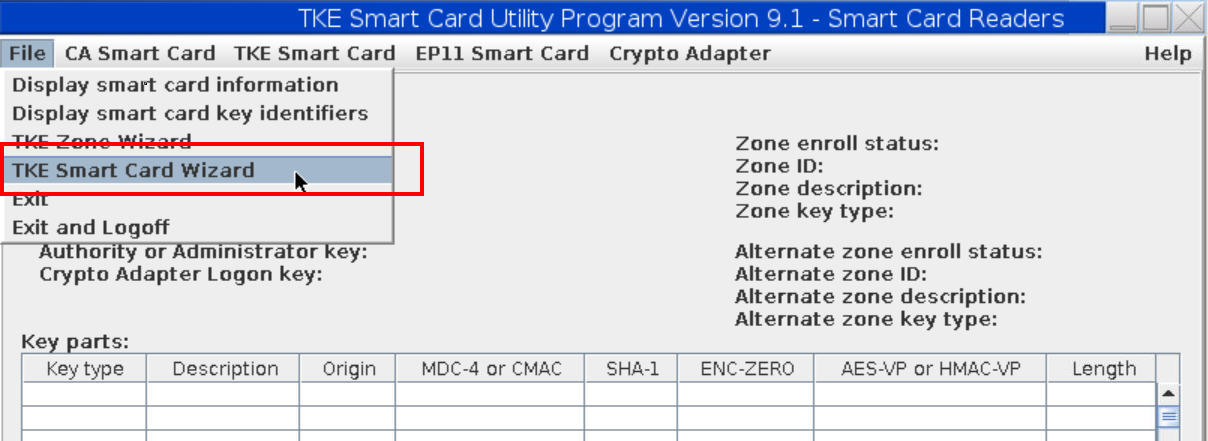 TKE Smart Card Utility Program Version 9.1 - Smart Card Readers
File CA Smart Card TKE Smart Card EP11 Smart Card Crypto Adapter Help
Display smart card information
Display smart card key identifiers
TKE Zone Wizard
TKE Smart Card Wizard
Exit
Exit and Logoff
Authority or Administrator key:
Crypto Adapter Logon key:
Zone enroll status:
Zone ID:
Zone description:
Zone key type:
Alternate zone enroll status:
Alternate zone ID:
Alternate zone description:
Alternate zone key type:
Key parts:
Key type Description Origin MDC-4 or CMAC SHA-1 ENC-ZERO AES-VP or HMAC-VP Length